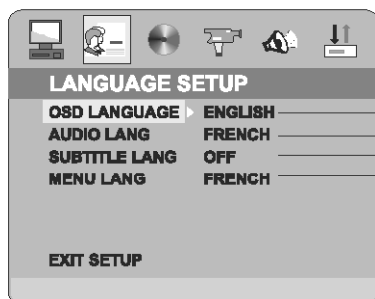 LANGUAGE SETUP
OSD LANGUAGE ENGLISH
AUDIO LANG FRENCH
SUBTITLE LANG OFF
MENU LANG FRENCH
EXIT SETUP